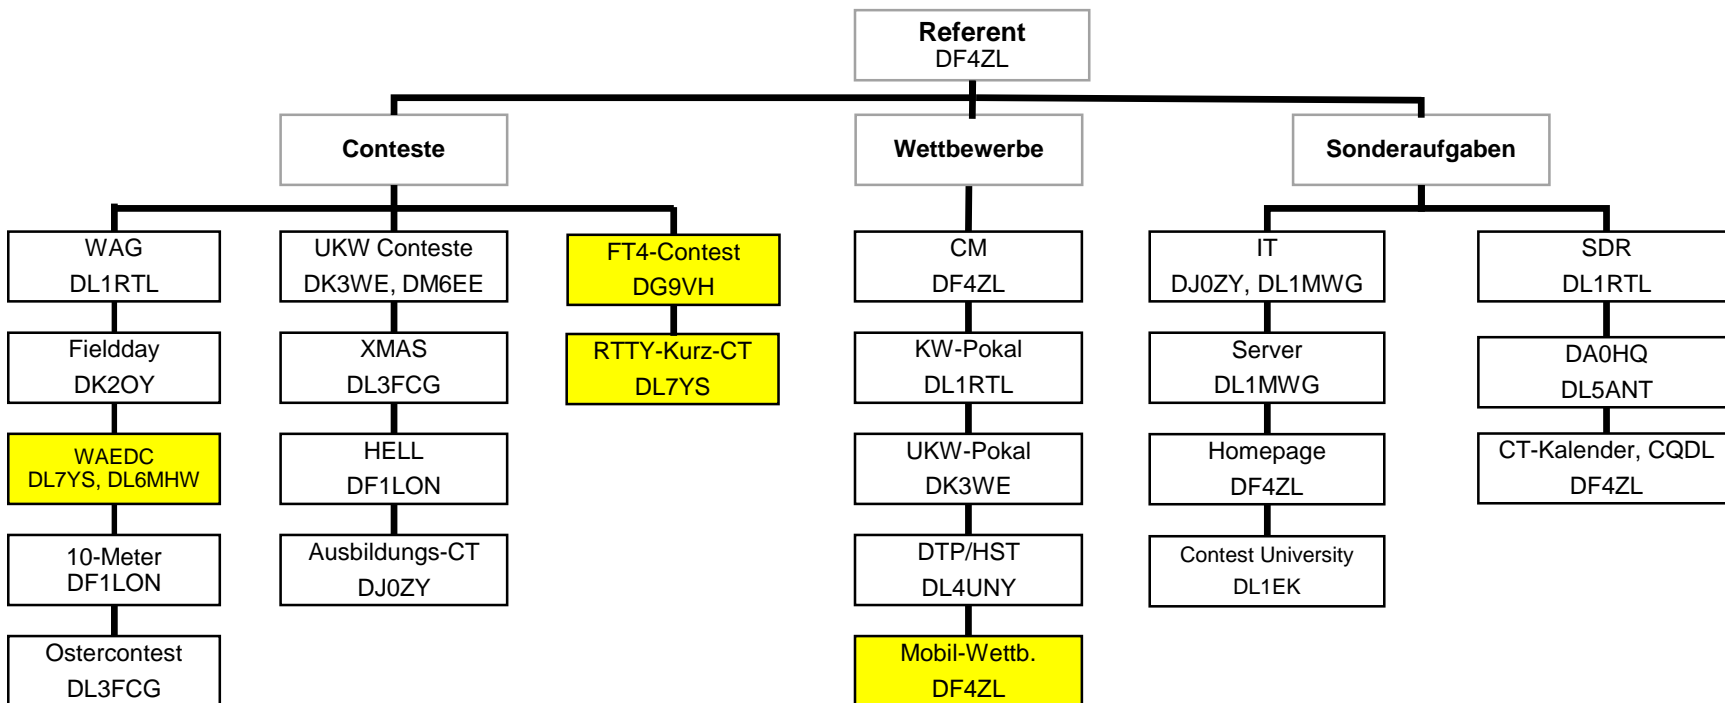 Referent
DF4ZL
Conteste
Wettbewerbe
Sonderaufgaben
WAG
DL1RTL
Fieldday
DK2OY
WAEDC
DL7YS, DL6MHW
10-Meter
DF1LON
Ostercontest
DL3FCG
UKW Conteste
DK3WE, DM6EE
XMAS
DL3FCG
HELL
DF1LON
Ausbildungs-CT
DJ0ZY
FT4-Contest
DG9VH
RTTY-Kurz-CT
DL7YS
CM
DF4ZL
KW-Pokal
DL1RTL
UKW-Pokal
DK3WE
DTP/HST
DL4UNY
Mobil-Wettb.
DF4ZL
IT
DJ0ZY, DL1MWG
Server
DL1MWG
Homepage
DF4ZL
Contest University
DL1EK
SDR
DL1RTL
DA0HQ
DL5ANT
CT-Kalender, CQDL
DF4ZL